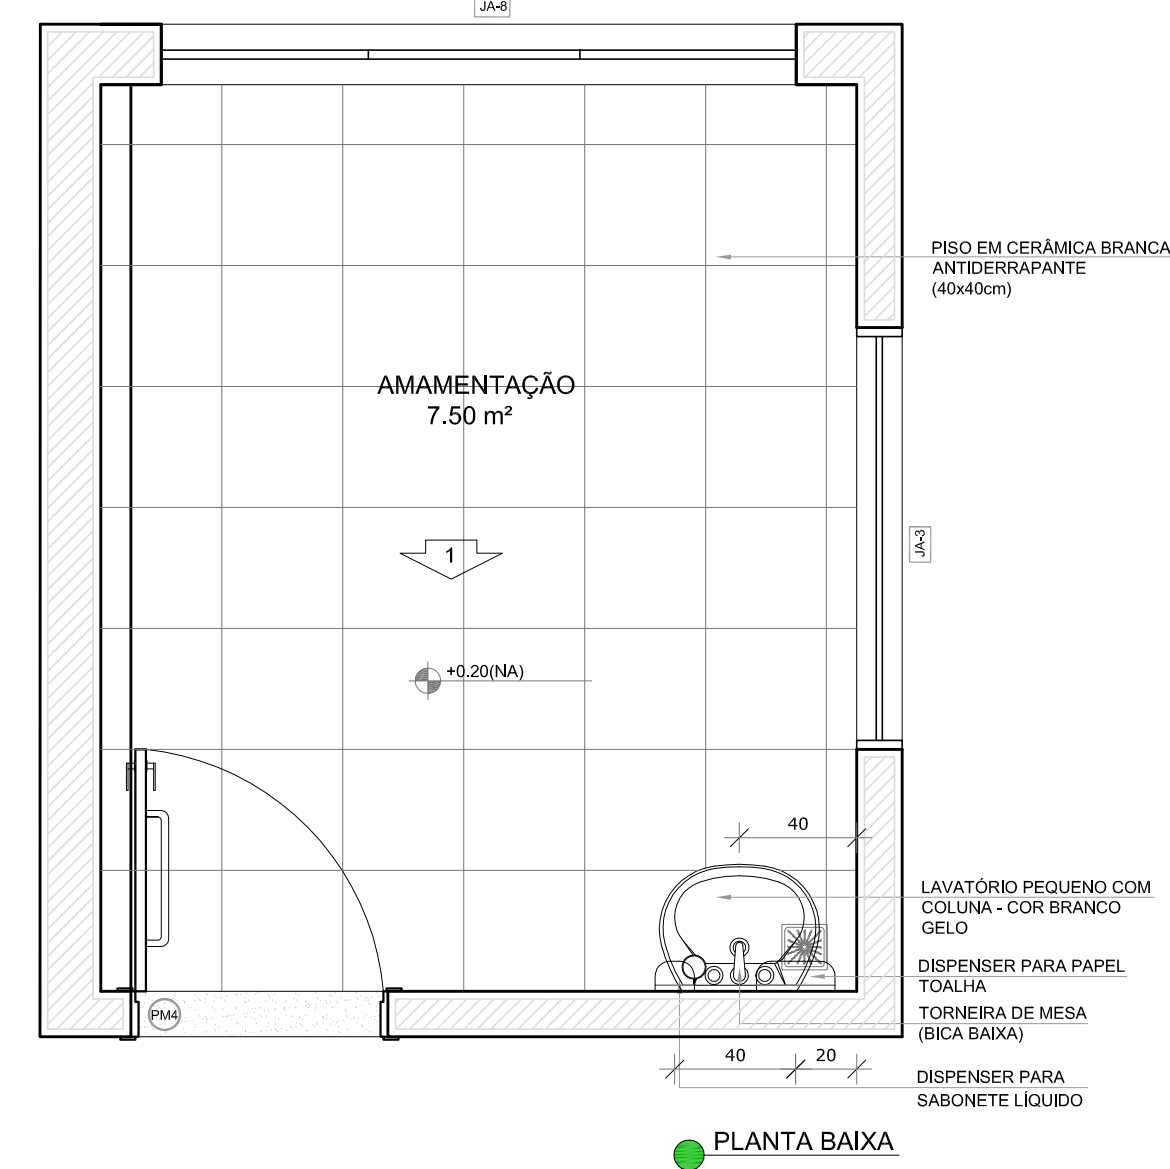 JA-8
PISO EM CERÂMICA BRANCA
ANTIDERRAPANTE
(40x40cm)
AMAMENTAÇÃO
7.50 m²
JA-3
1
+0.20(NA)
40
LAVATÓRIO PEQUENO COM
COLUNA - COR BRANCO
GELO
DISPENSER PARA PAPEL
TOALHA
TORNEIRA DE MESA
(BICA BAIXA)
PM4
40
20
DISPENSER PARA
SABONETE LÍQUIDO
PLANTA BAIXA